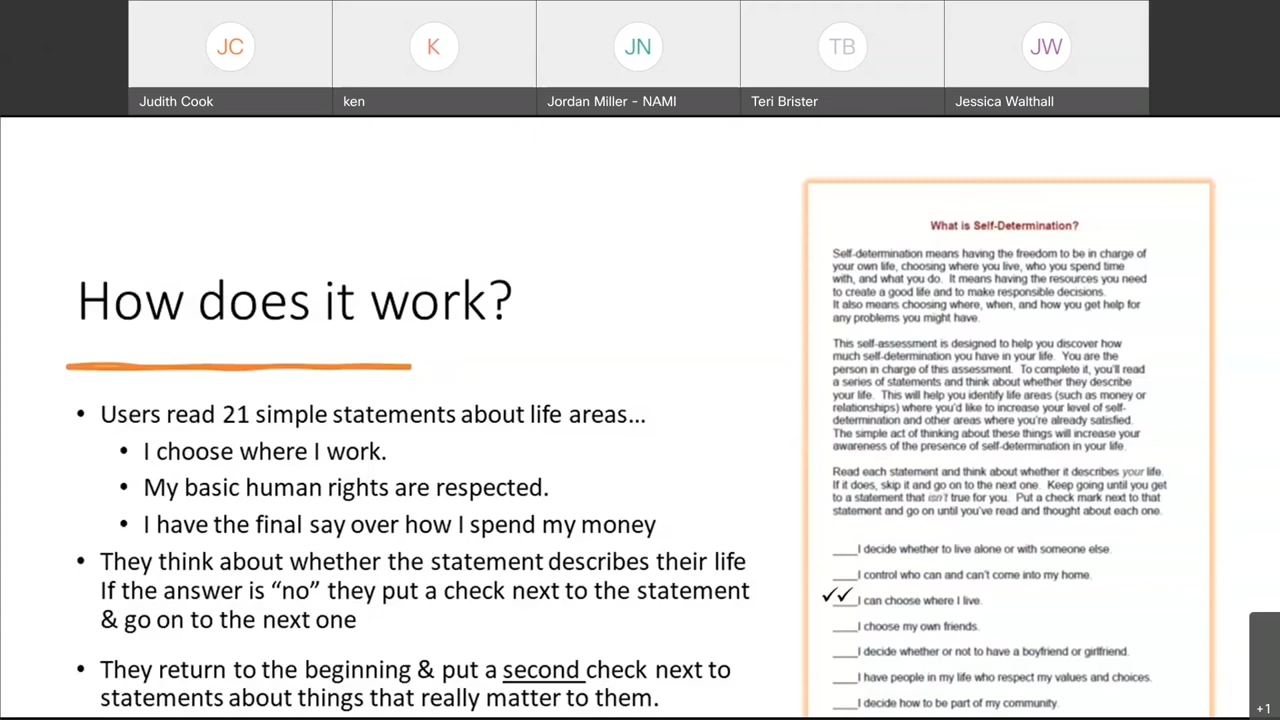 JC
K
JN
TB
JW
Judith Cook
ken
Jordan Miller - NAMI
Teri Brister
Jessica Walthall
How does it work?
• Users read 21 simple statements about life areas...
• I choose where I work.
• My basic human rights are respected.
• I have the final say over how I spend my money
• They think about whether the statement describes their life
If the answer is “no” they put a check next to the statement
& go on to the next one
• They return to the beginning & put a second check next to
statements about things that really matter to them.
What is Self-Determination?
Self-determination means having the freedom to be in charge of
your own life, choosing where you live, who you spend time
with, and what you do. It means having the resources you need
to create a good life and to make responsible decisions.
It also means choosing where, when, and how you get help for
any problems you might have.
This self-assessment is designed to help you discover how
much self-determination you have in your life. You are the
person in charge of this assessment. To complete it, you'll read
a series of statements and think about whether they describe
your life. This will help you identify life areas (such as money or
relationships) where you'd like to increase your level of self-
determination and other areas where you're already satisfied.
The simple act of thinking about these things will increase your
awareness of the presence of self-determination in your life.
Read each statement and think about whether it describes your life.
If it does, skip it and go on to the next one. Keep going until you get
to a statement that isn't true for you. Put a check mark next to that
statement and go on until you've read and thought about each one.
____I decide whether to live alone or with someone else.
____I control who can and can't come into my home.
✓✓____I can choose where I live.
____I choose my own friends.
____I decide whether or not to have a boyfriend or girlfriend.
____I have people in my life who respect my values and choices.
____I decide how to be part of my community.
+1